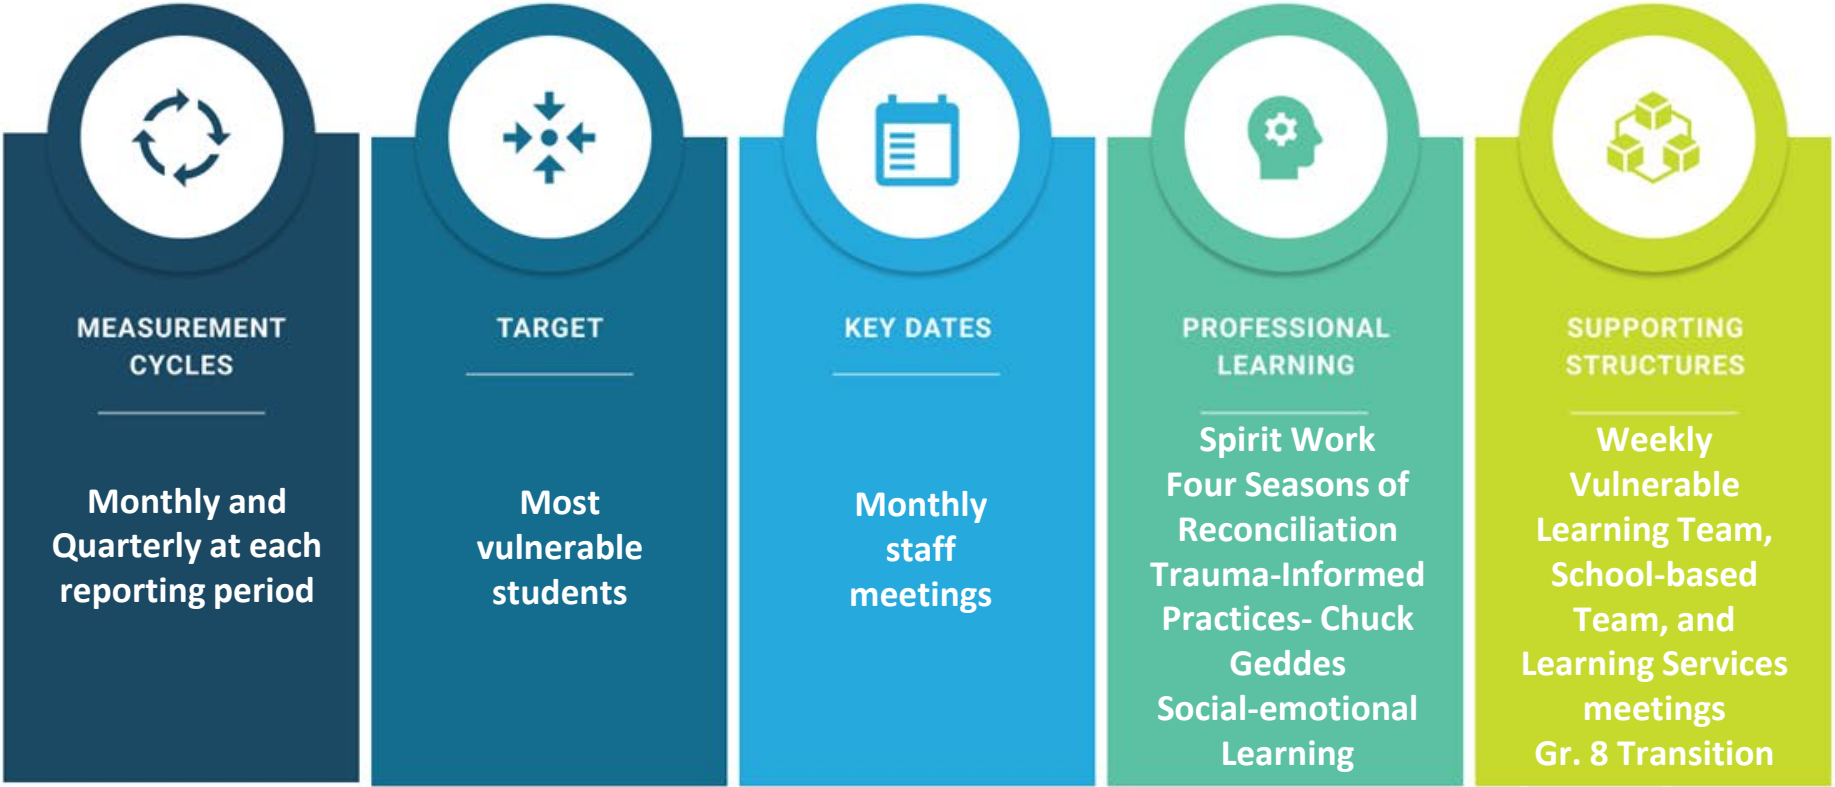 MEASUREMENT
CYCLES
Monthly and
Quarterly at each
reporting period
TARGET
Most
vulnerable
students
KEY DATES
Monthly
staff
meetings
PROFESSIONAL
LEARNING
Spirit Work
Four Seasons of
Reconciliation
Trauma-Informed
Practices- Chuck
Geddes
Social-emotional
Learning
SUPPORTING
STRUCTURES
Weekly
Vulnerable
Learning Team,
School-based
Team, and
Learning Services
meetings
Gr. 8 Transition